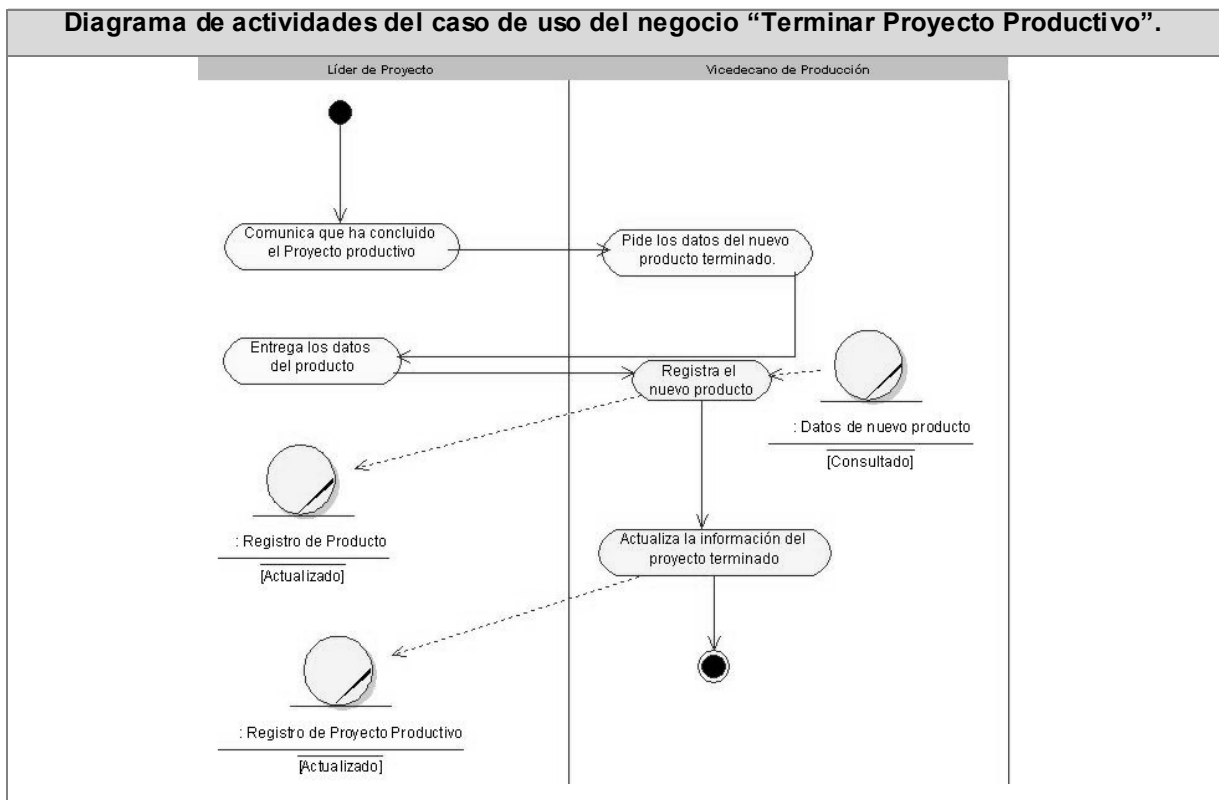 Diagrama de actividades del caso de uso del negocio “Terminar Proyecto Productivo”.
Líder de Proyecto
Vicedecano de Producción
Comunica que ha concluido
el Proyecto productivo
Pide los datos del nuevo
producto terminado.
Entrega los datos
del producto
Registra el
nuevo producto
: Datos de nuevo producto
[Consultado]
: Registro de Producto
[Actualizado]
Actualiza la información del
proyecto terminado
: Registro de Proyecto Productivo
[Actualizado]